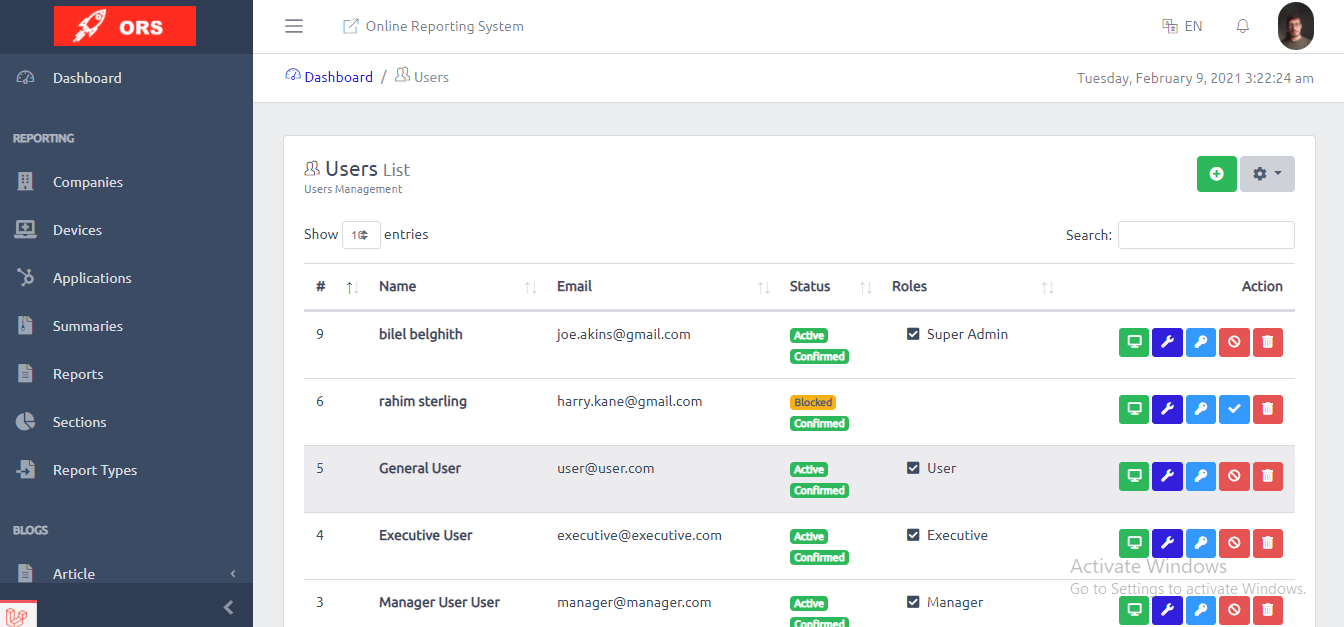 ORS
Online Reporting System
EN
Dashboard
Dashboard / Users
Tuesday, February 9, 2021 3:22:24 am
REPORTING
Companies
Devices
Applications
Summaries
Reports
Sections
Report Types
BLOGS
Article
Users List
Users Management
Show 10 entries
Search:
# Name Email Status Roles Action
9 bilel belghith joe.akins@gmail.com Active Super Admin
Confirmed
6 rahim sterling harry.kane@gmail.com Blocked
Confirmed
5 General User user@user.com Active User
Confirmed
4 Executive User executive@executive.com Active Executive
Confirmed
3 Manager User User manager@manager.com Active Manager
Confirmed
Activate Windows
Go to Settings to activate Windows.